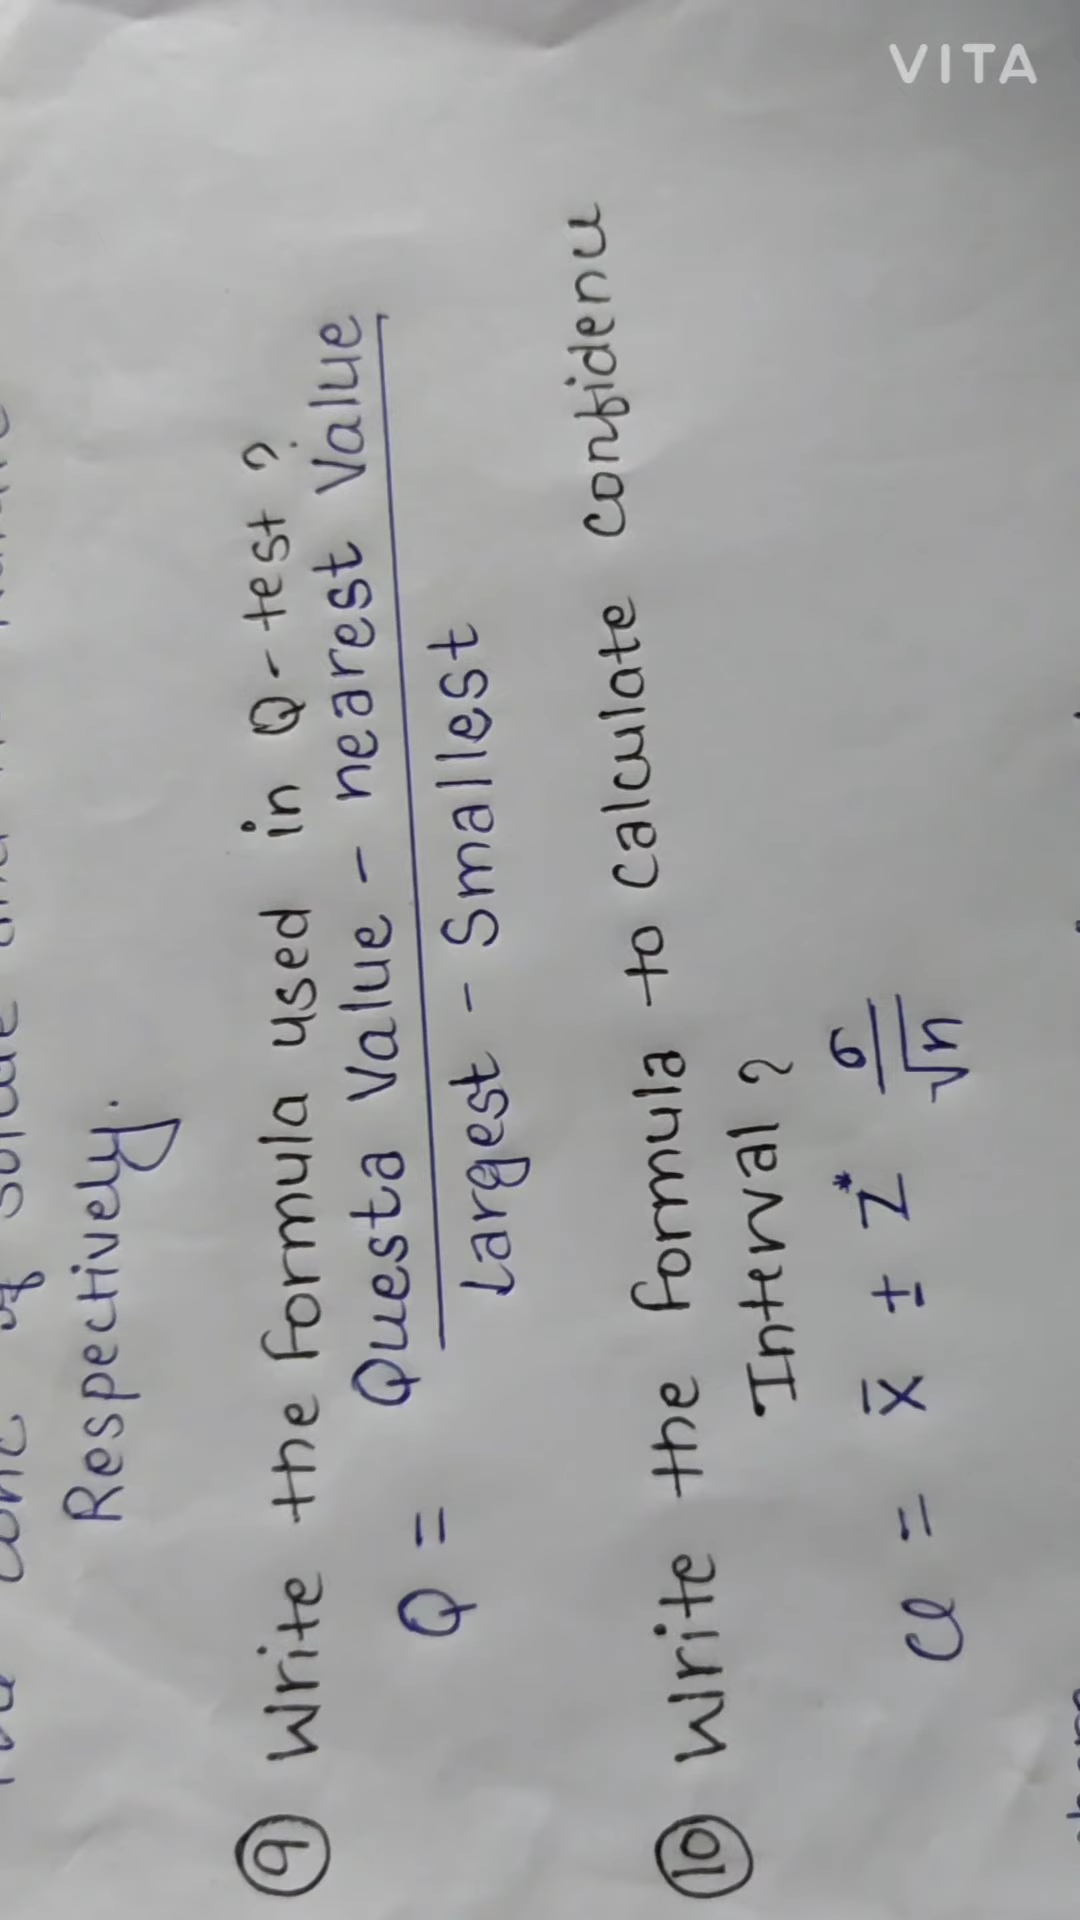 VITA
Respectively.
⑨ Write the formula used in Q-test?
Q = Questa Value - nearest Value
Largest - Smallest
⑩ Write the formula to calculate confidence
Interval?
CI = x̄ ± Z* σ/√n